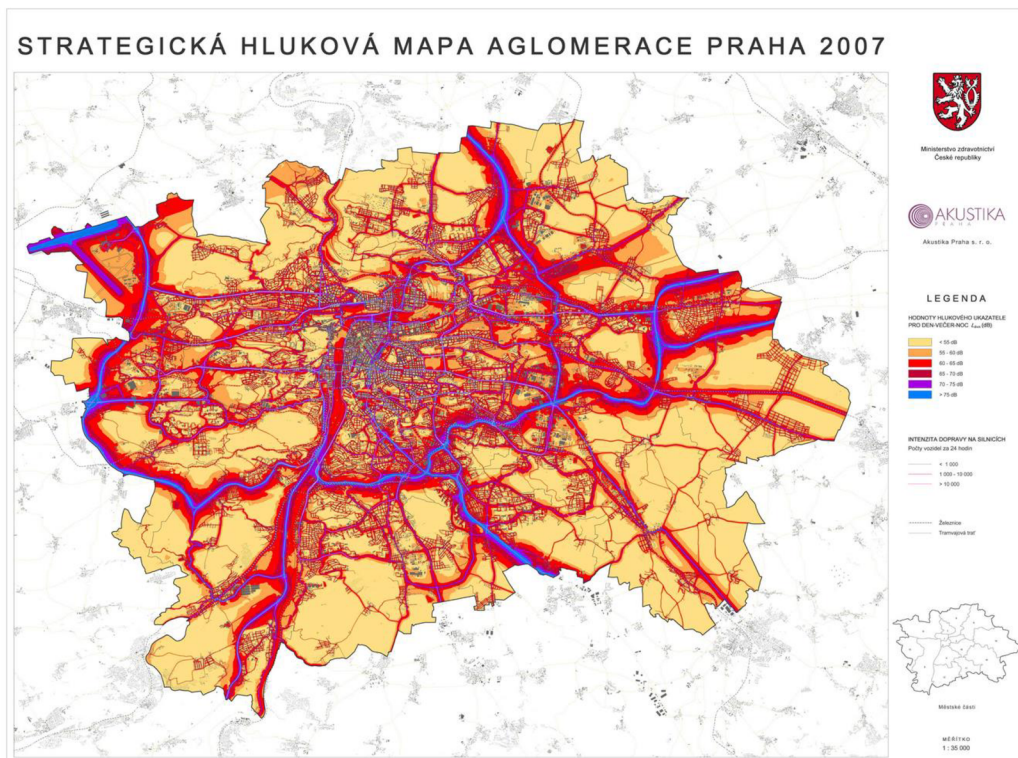 STRATEGICKÁ HLUKOVÁ MAPA AGLOMERACE PRAHA 2007
Ministerstvo zdravotnictví
České republiky
AKUSTIKA
PRAHA
Akustika Praha s. r. o.
LEGENDA
HODNOTY HLUKOVÉHO UKAZATELE
PRO DEN-VEČER-NOC Ldvn (dB)
< 55 dB
55 - 60 dB
60 - 65 dB
65 - 70 dB
70 - 75 dB
> 75 dB
INTENZITA DOPRAVY NA SILNICÍCH
Počty vozidel za 24 hodin
< 1 000
1 000 - 10 000
> 10 000
Železnice
Tramvajová trať
Městské části
MĚŘÍTKO
1 : 35 000